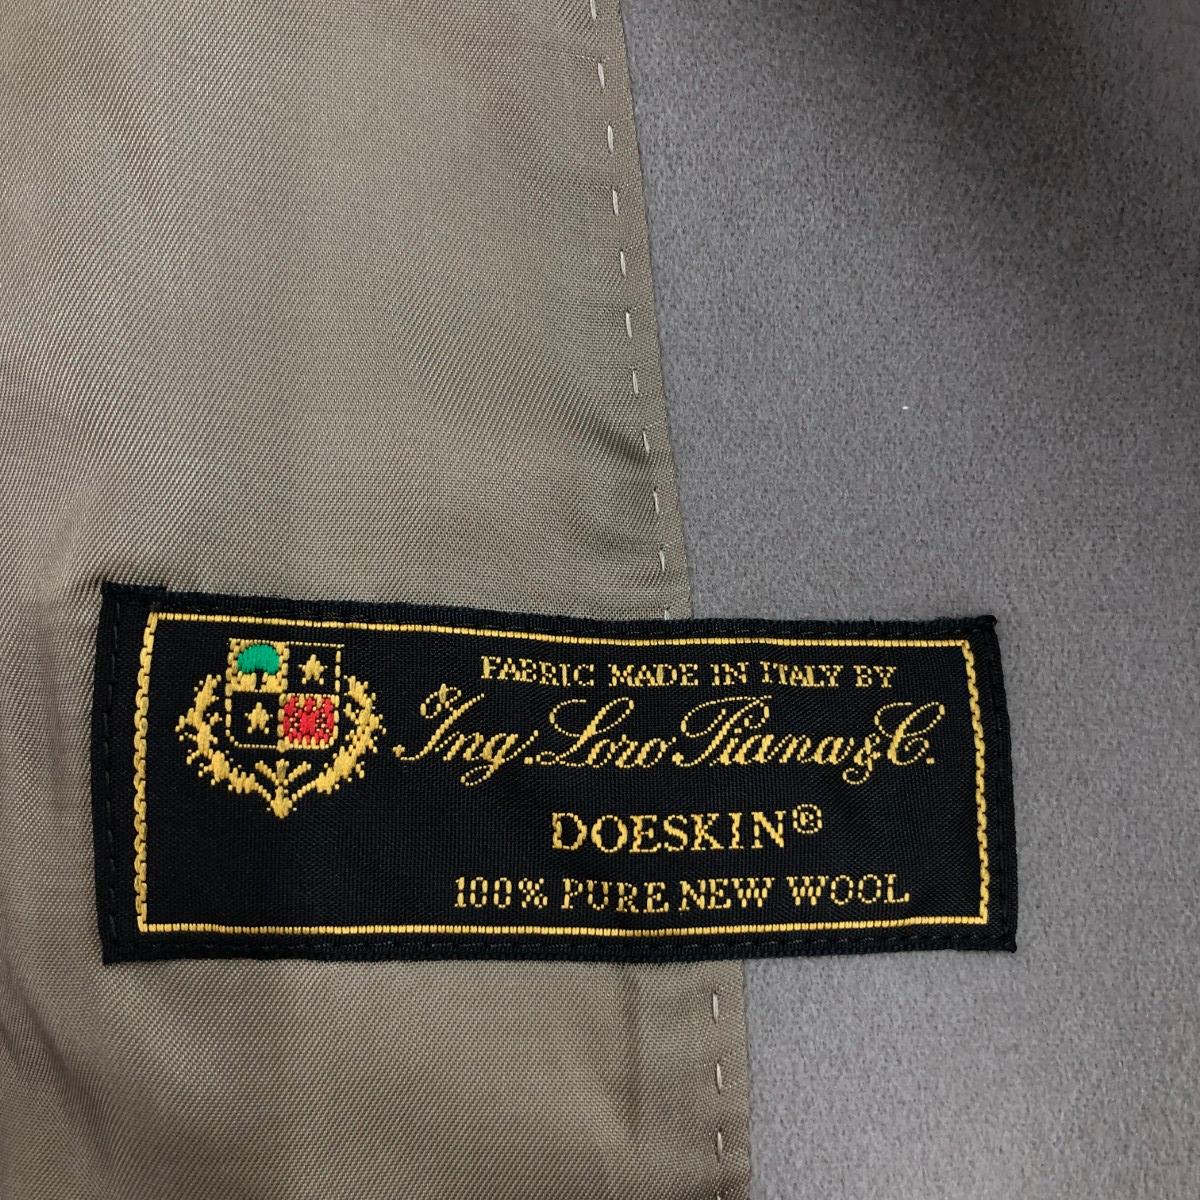 FABRIC MADE IN ITALY BY
Ing. Loro Piana & C.
DOESKIN®
100% PURE NEW WOOL